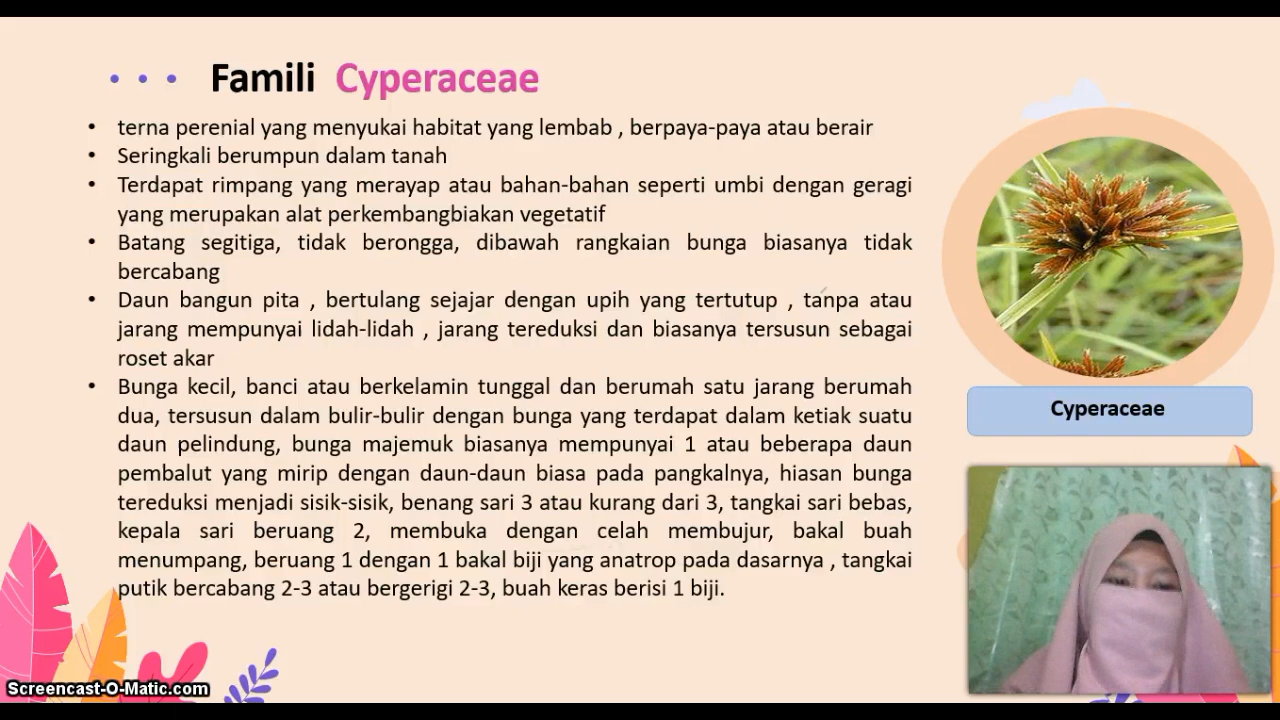 Famili Cyperaceae
• terna perenial yang menyukai habitat yang lembab , berpaya-paya atau berair
• Seringkali berumpun dalam tanah
• Terdapat rimpang yang merayap atau bahan-bahan seperti umbi dengan geragi
yang merupakan alat perkembangbiakan vegetatif
• Batang segitiga, tidak berongga, dibawah rangkaian bunga biasanya tidak
bercabang
• Daun bangun pita , bertulang sejajar dengan upih yang tertutup , tanpa atau
jarang mempunyai lidah-lidah , jarang tereduksi dan biasanya tersusun sebagai
roset akar
• Bunga kecil, banci atau berkelamin tunggal dan berumah satu jarang berumah
dua, tersusun dalam bulir-bulir dengan bunga yang terdapat dalam ketiak suatu
daun pelindung, bunga majemuk biasanya mempunyai 1 atau beberapa daun
pembalut yang mirip dengan daun-daun biasa pada pangkalnya, hiasan bunga
tereduksi menjadi sisik-sisik, benang sari 3 atau kurang dari 3, tangkai sari bebas,
kepala sari beruang 2, membuka dengan celah membujur, bakal buah
menumpang, beruang 1 dengan 1 bakal biji yang anatrop pada dasarnya , tangkai
putik bercabang 2-3 atau bergerigi 2-3, buah keras berisi 1 biji.
Cyperaceae
Screencast-O-Matic.com